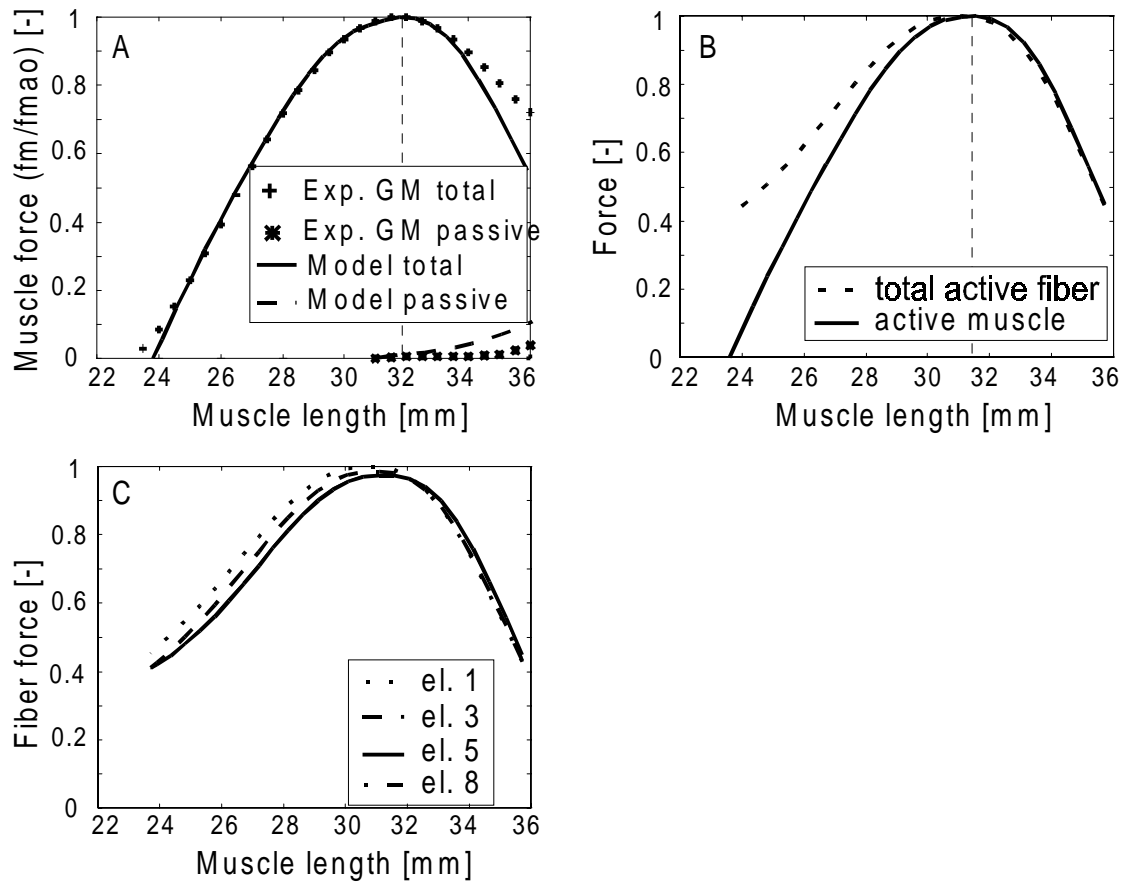 A
Muscle force (fm/fmao) [-]
1
0.8
0.6
0.4
0.2
0
22 24 26 28 30 32 34 36
Muscle length [mm]
Exp. GM total
Exp. GM passive
Model total
Model passive
B
Force [-]
1
0.8
0.6
0.4
0.2
0
22 24 26 28 30 32 34 36
Muscle length [mm]
total active fiber
active muscle
C
Fiber force [-]
1
0.8
0.6
0.4
0.2
0
22 24 26 28 30 32 34 36
Muscle length [mm]
el. 1
el. 3
el. 5
el. 8